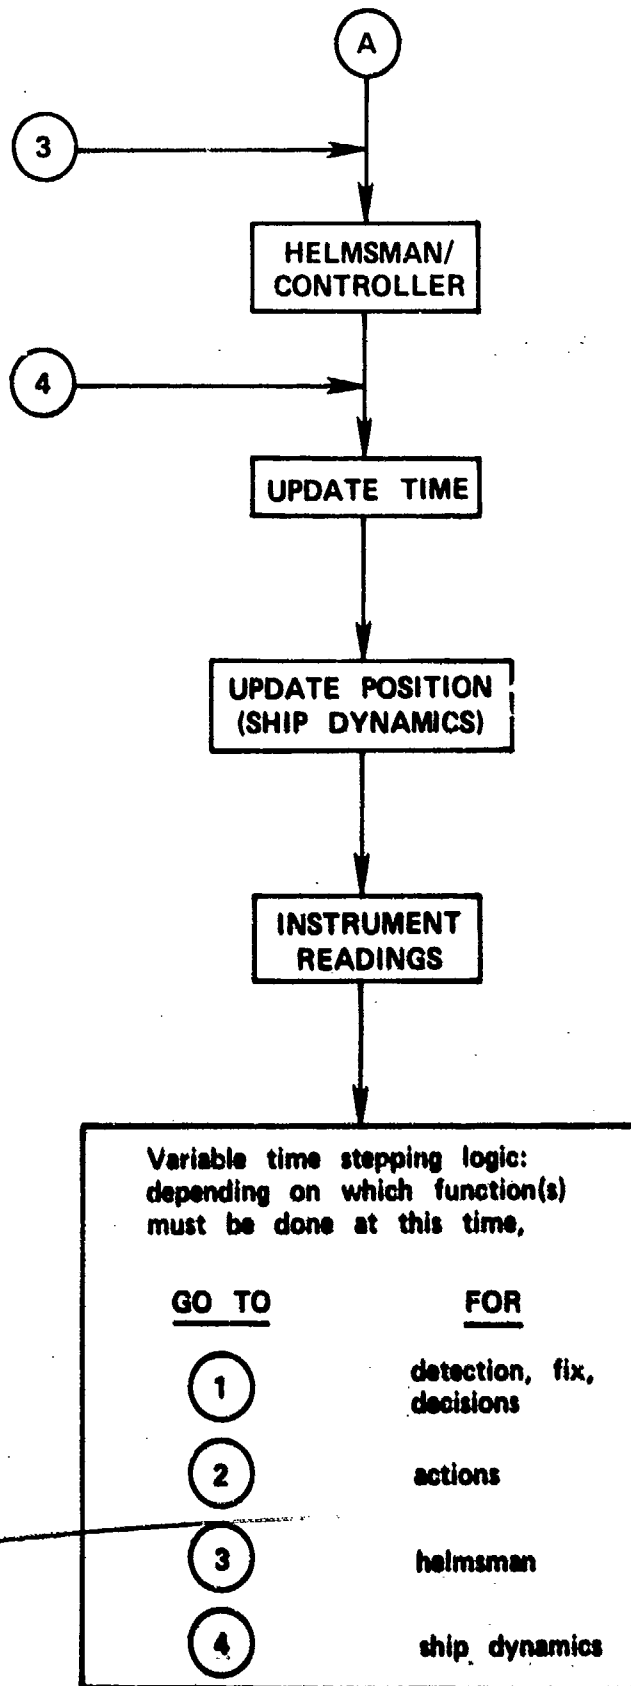 A
3
HELMSMAN/
CONTROLLER
4
UPDATE TIME
UPDATE POSITION
(SHIP DYNAMICS)
INSTRUMENT
READINGS
Variable time stepping logic:
depending on which function(s)
must be done at this time,
GO TO FOR
1 detection, fix,
decisions
2 actions
3 helmsman
4 ship dynamics